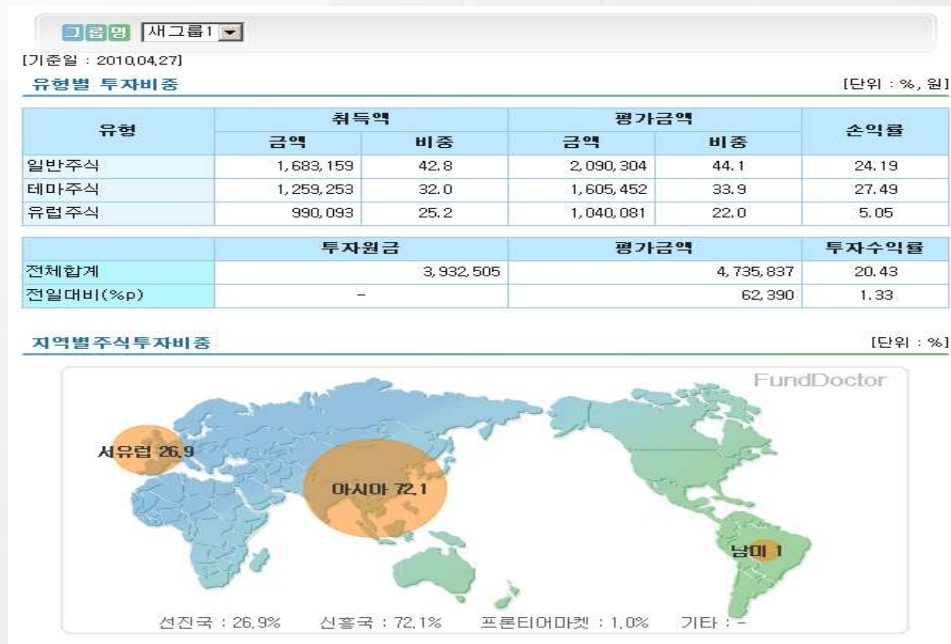 그룹명 새그룹1
[기준일 : 2010,04,27]
유형별 투자비중 [단위 : %, 원]
유형 취득액 평가금액 손익률
금액 비중 금액 비중
일반주식 1,683,159 42.8 2,090,304 44.1 24.19
테마주식 1,259,253 32.0 1,605,452 33.9 27.49
유럽주식 990,093 25.2 1,040,081 22.0 5.05
투자원금 평가금액 투자수익률
전체합계 3,932,505 4,735,837 20.43
전일대비(%p) - 62,390 1.33
지역별주식투자비중 [단위 : %]
FundDoctor
서유럽 26.9
아시아 72.1
남미 1
선진국 : 26.9% 신흥국 : 72.1% 프론티어마켓 : 1.0% 기타 : -